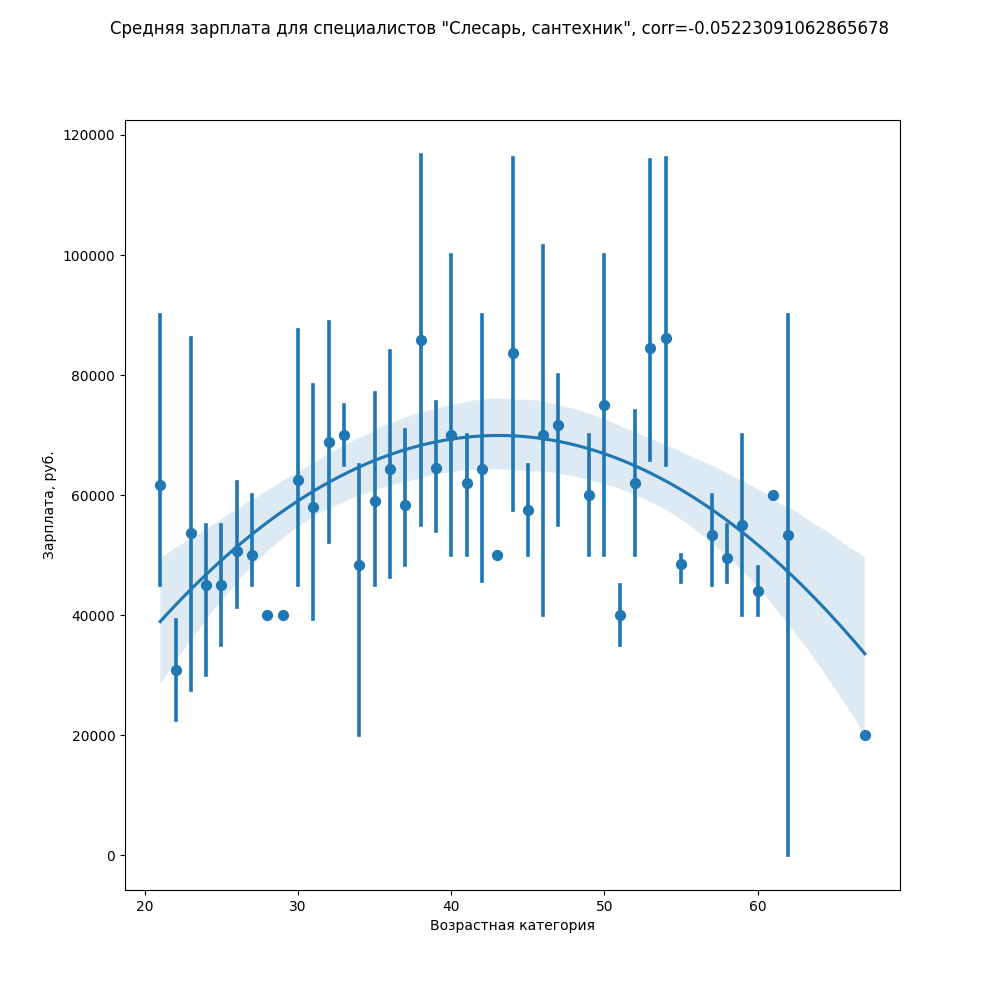 Средняя зарплата для специалистов "Слесарь, сантехник", corr=-0.05223091062865678
120000
100000
80000
60000
40000
20000
0
Зарплата, руб.
20 30 40 50 60
Возрастная категория